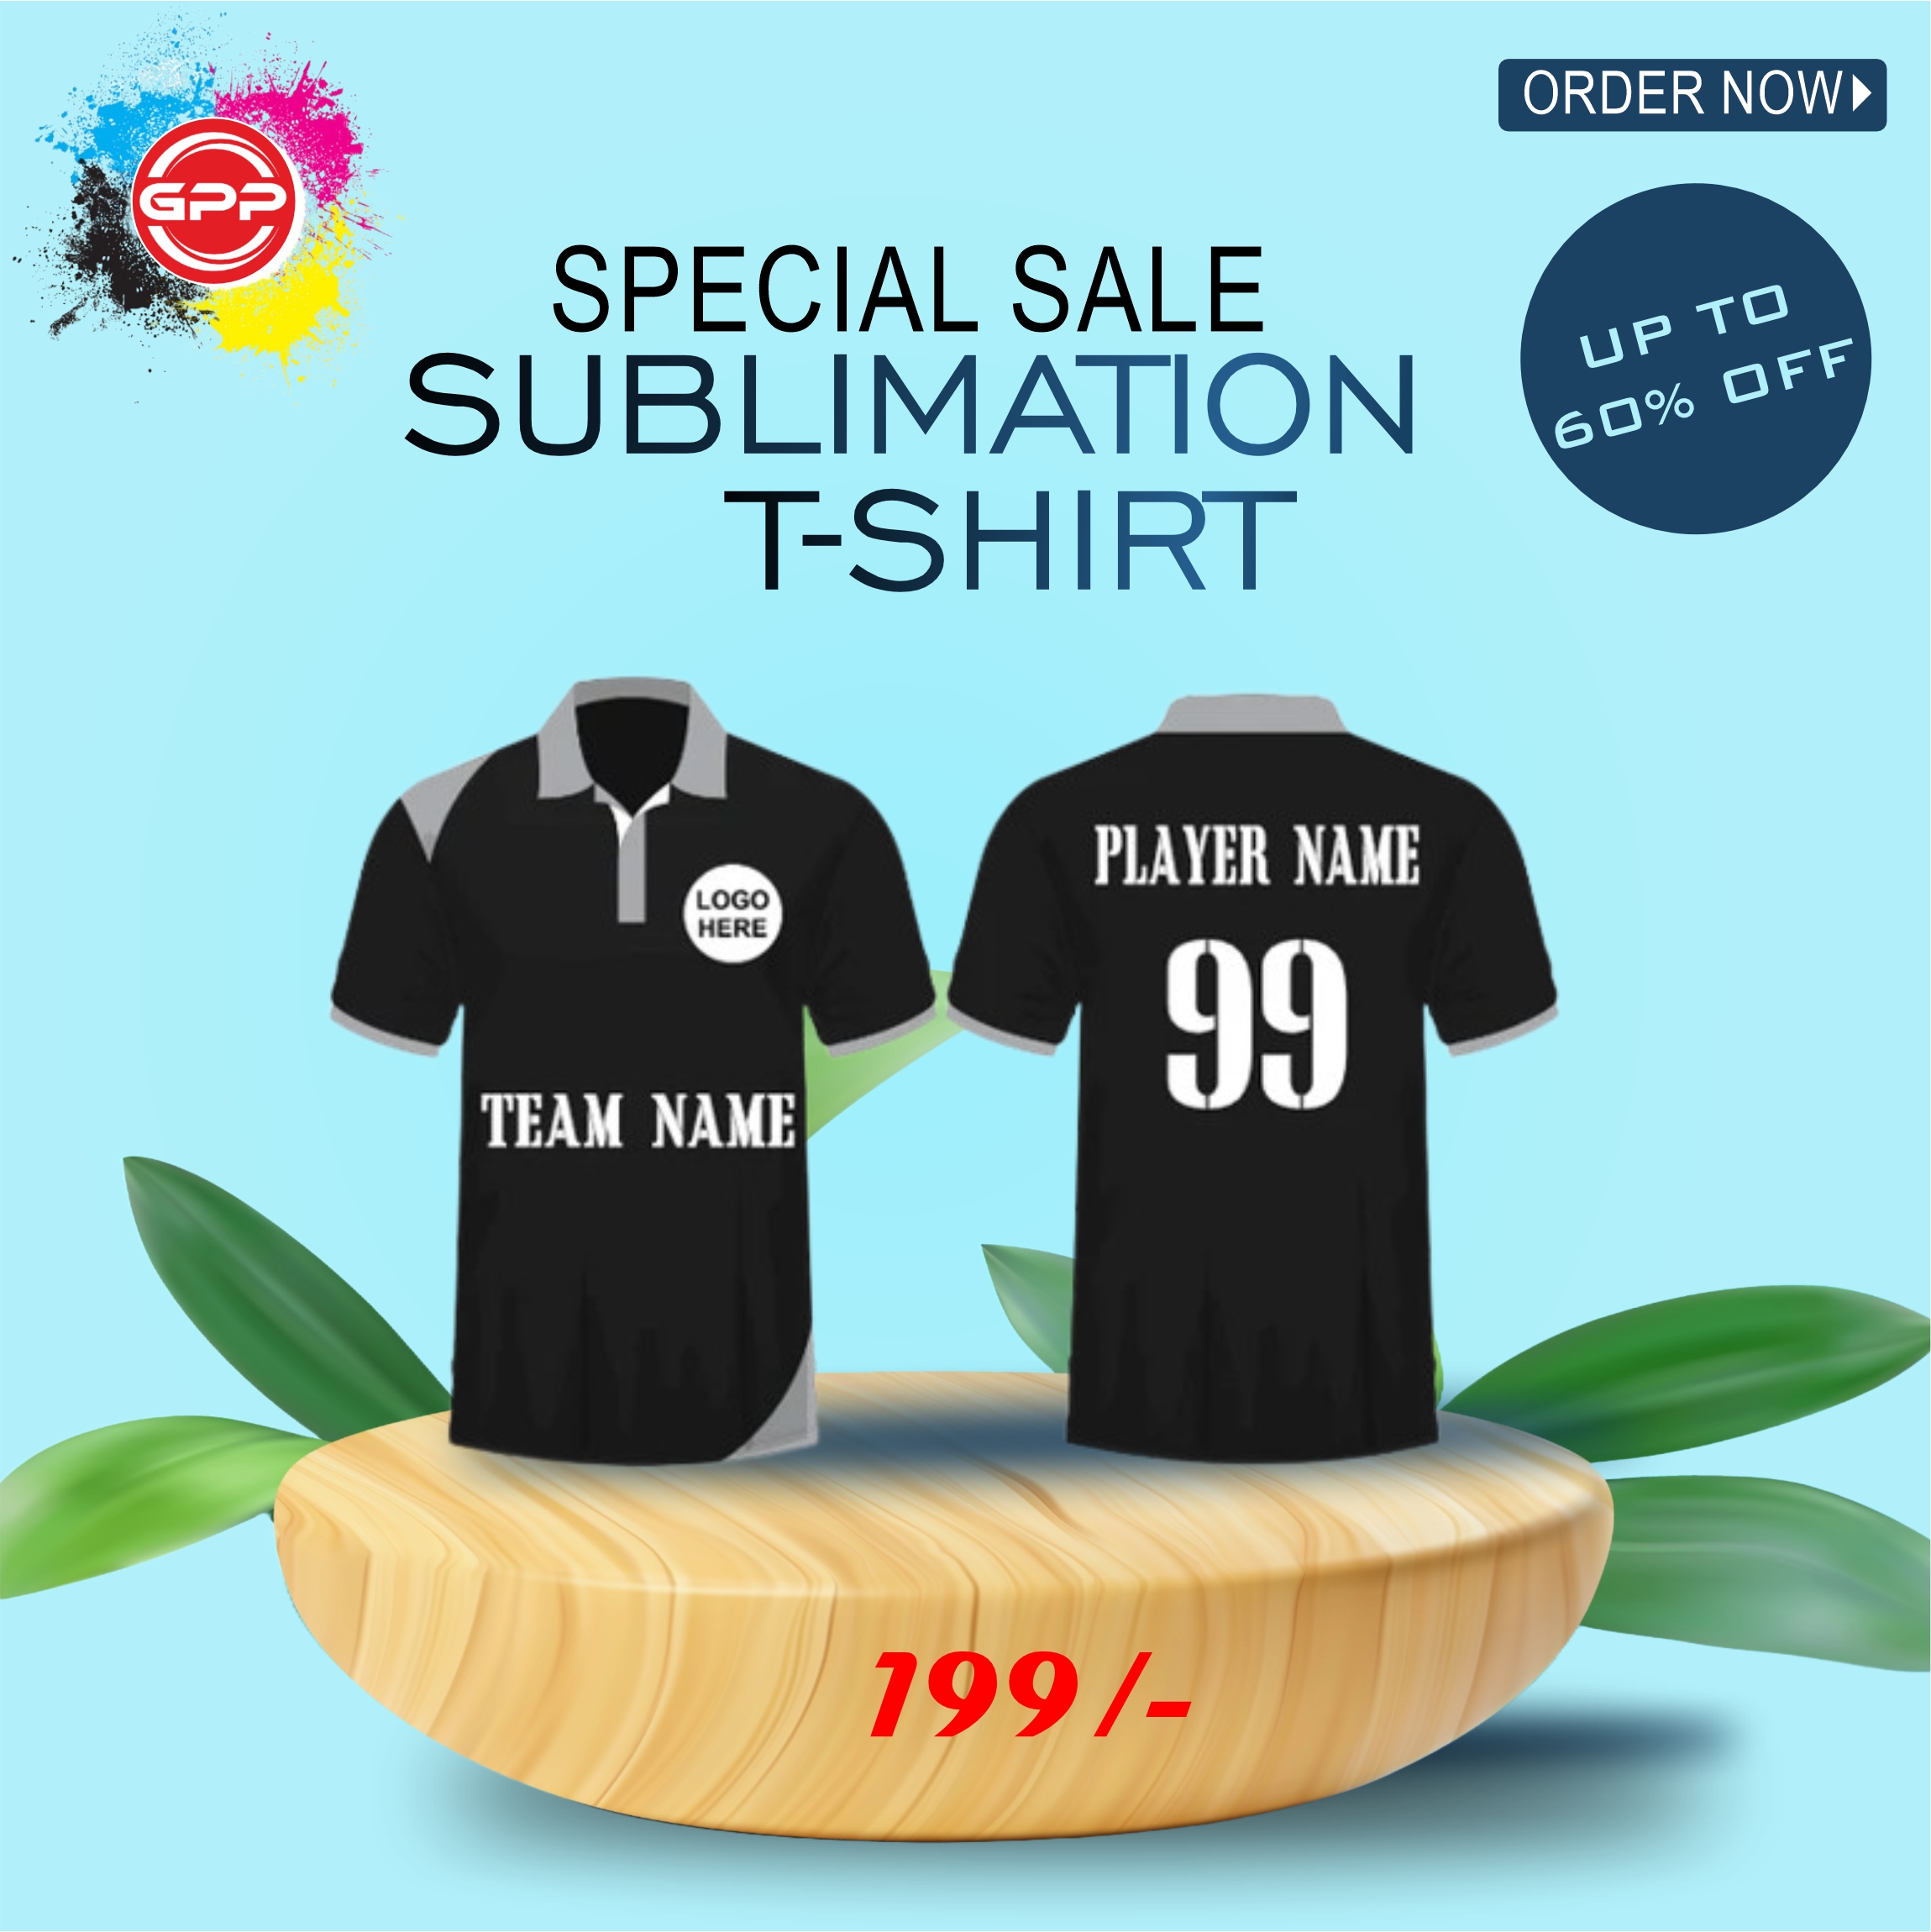 GPP
ORDER NOW
SPECIAL SALE
SUBLIMATION
T-SHIRT
UP TO
60% OFF
LOGO
HERE
TEAM NAME
PLAYER NAME
99
199/-